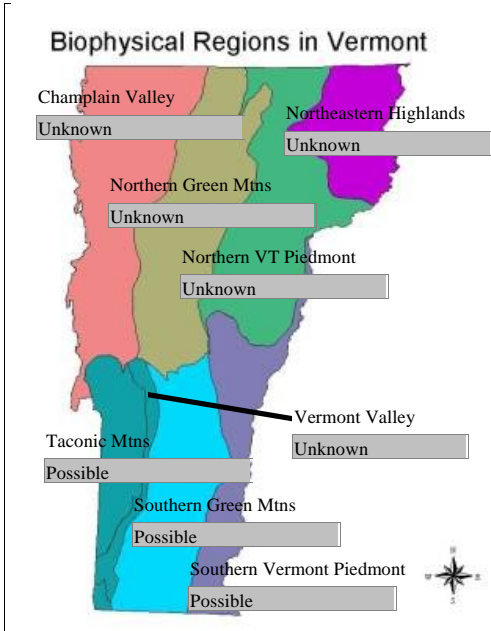 Biophysical Regions in Vermont
Champlain Valley
Unknown
Northeastern Highlands
Unknown
Northern Green Mtns
Unknown
Northern VT Piedmont
Unknown
Vermont Valley
Unknown
Taconic Mtns
Possible
Southern Green Mtns
Possible
Southern Vermont Piedmont
Possible
N
W E
S